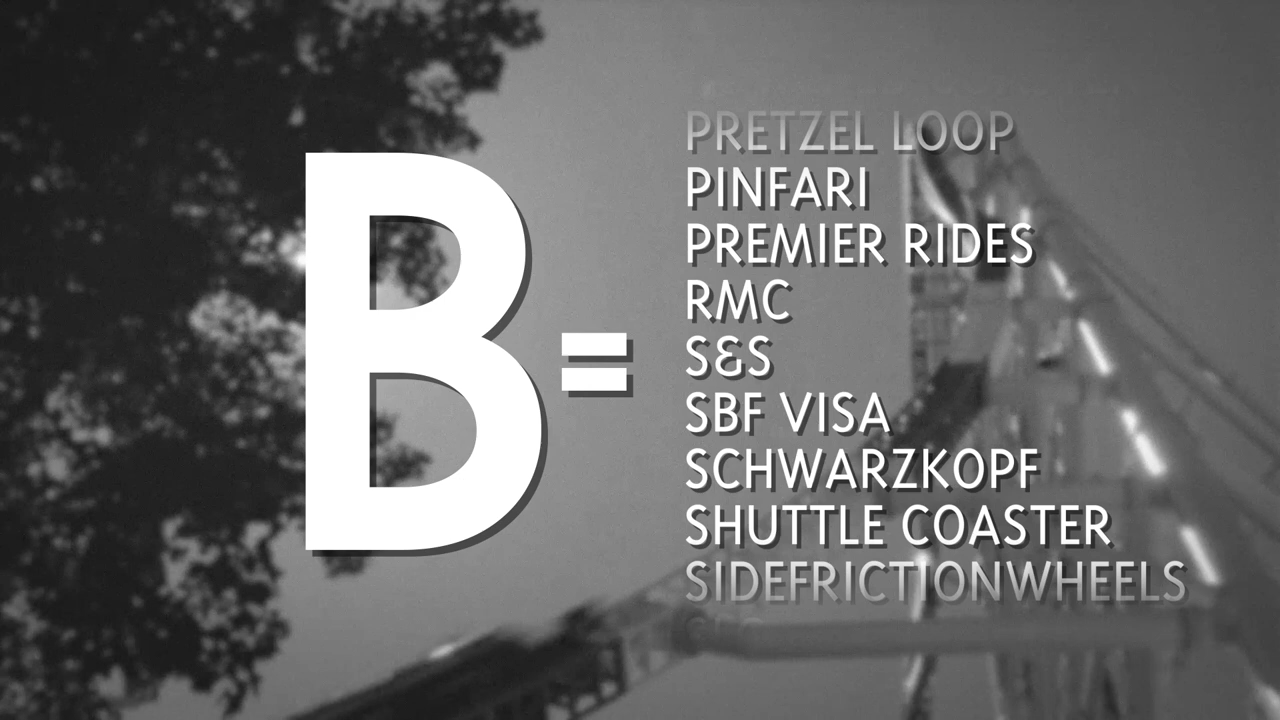 B =
PRETZEL LOOP
PINFARI
PREMIER RIDES
RMC
S&S
SBF VISA
SCHWARZKOPF
SHUTTLE COASTER
SIDEFRICTIONWHEELS